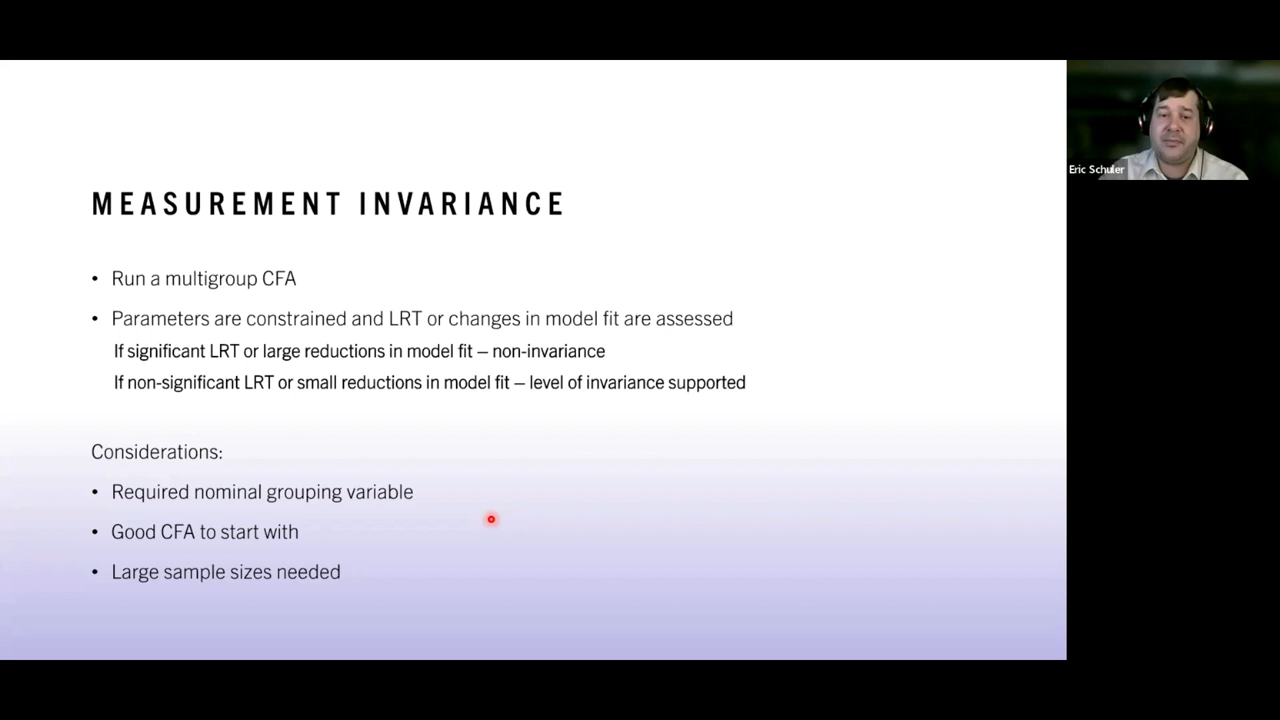 MEASUREMENT INVARIANCE
• Run a multigroup CFA
• Parameters are constrained and LRT or changes in model fit are assessed
If significant LRT or large reductions in model fit – non-invariance
If non-significant LRT or small reductions in model fit – level of invariance supported
Considerations:
• Required nominal grouping variable
• Good CFA to start with
• Large sample sizes needed
Eric Schuler